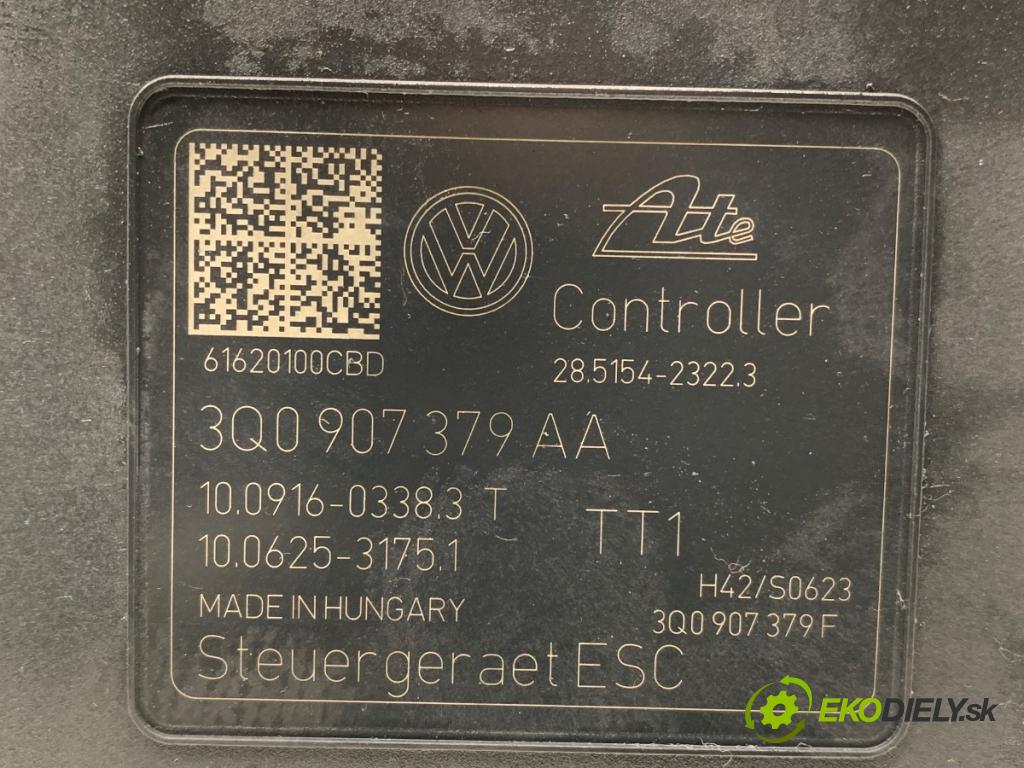 Ate
Controller
61620100CBD
28.5154-2322.3
3Q0 907 379 AA
10.0916-0338.3 T
TT1
10.0625-3175.1
H42/S0623
MADE IN HUNGARY
3Q0 907 379 F
Steuergeraet ESC
EKODIELY.sk